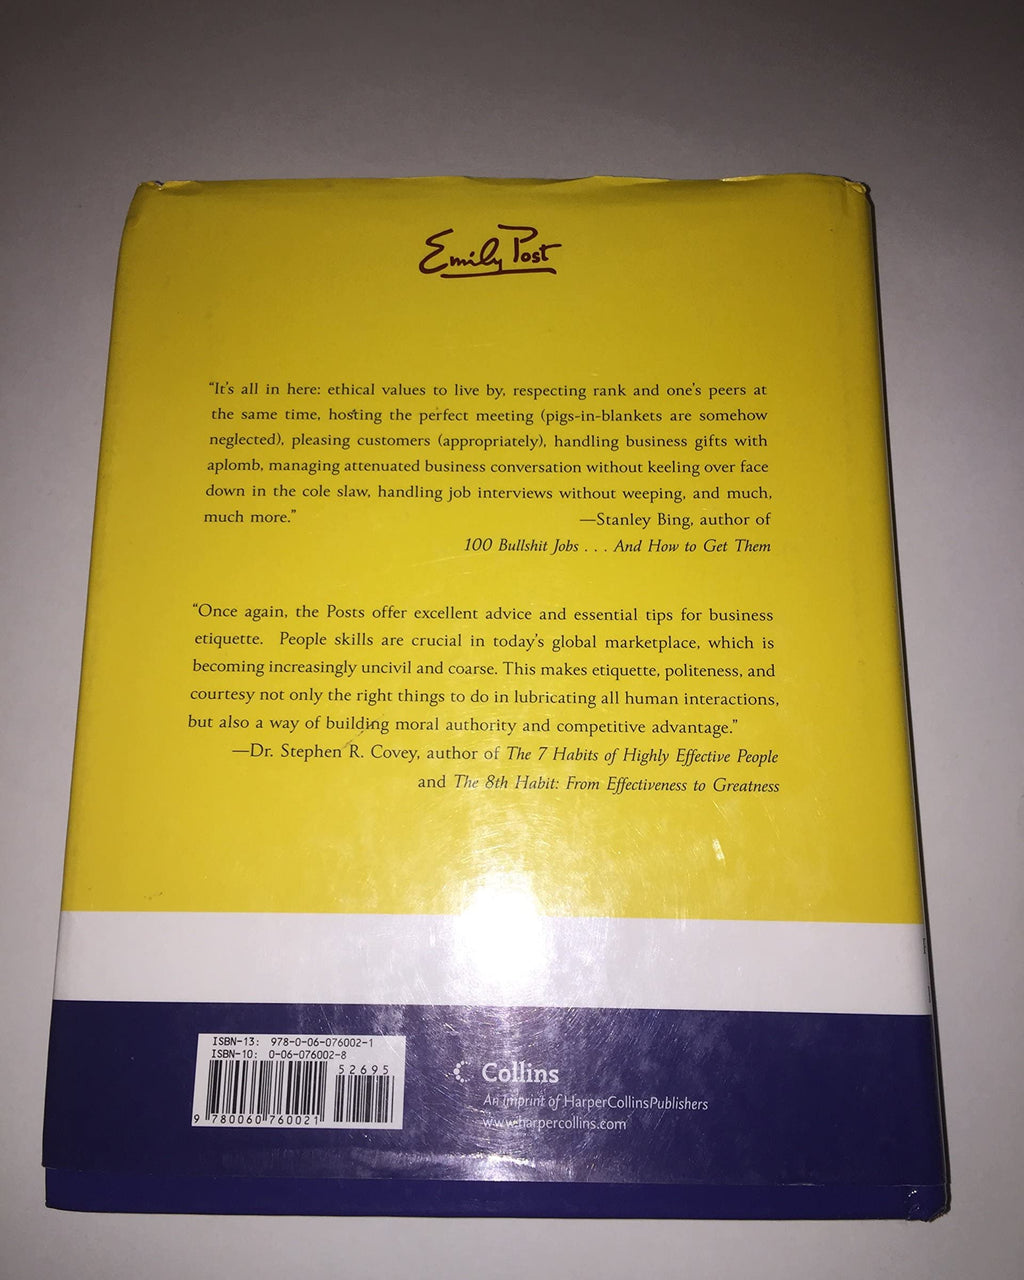 Emily Post
“It’s all in here: ethical values to live by, respecting rank and one’s peers at
the same time, hosting the perfect meeting (pigs-in-blankets are somehow
neglected), pleasing customers (appropriately), handling business gifts with
aplomb, managing attenuated business conversation without keeling over face
down in the cole slaw, handling job interviews without weeping, and much,
much more.” —Stanley Bing, author of
100 Bullshit Jobs . . . And How to Get Them
“Once again, the Posts offer excellent advice and essential tips for business
etiquette. People skills are crucial in today’s global marketplace, which is
becoming increasingly uncivil and coarse. This makes etiquette, politeness, and
courtesy not only the right things to do in lubricating all human interactions,
but also a way of building moral authority and competitive advantage.”
—Dr. Stephen R. Covey, author of The 7 Habits of Highly Effective People
and The 8th Habit: From Effectiveness to Greatness
ISBN-13: 978-0-06-076002-1
ISBN-10: 0-06-076002-8
52695
9 780060 760021
Collins
An Imprint of HarperCollinsPublishers
www.harpercollins.com